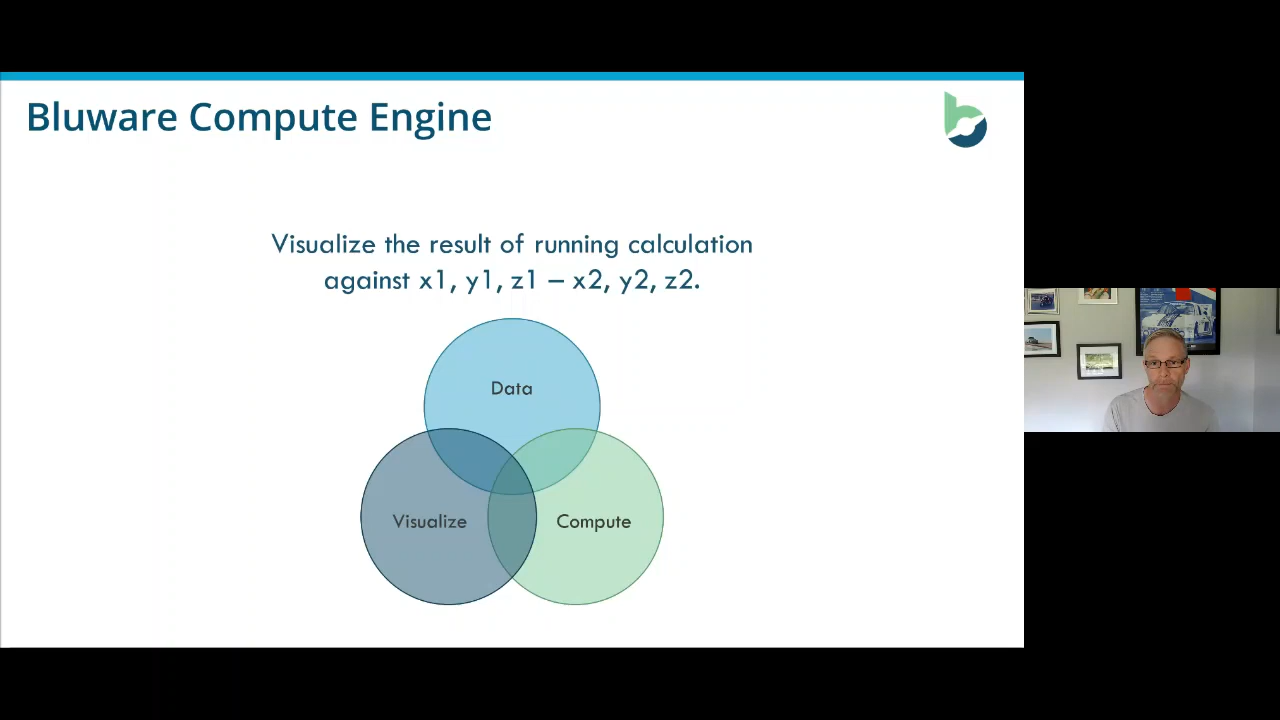 Bluware Compute Engine
Visualize the result of running calculation
against x1, y1, z1 – x2, y2, z2.
Data
Visualize
Compute